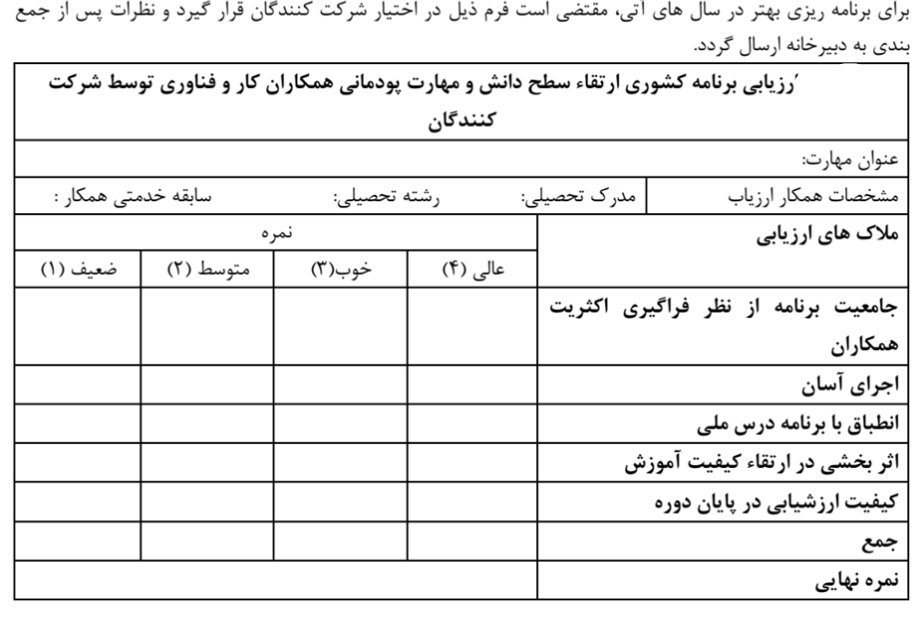 برای برنامه ریزی بهتر در سال های آتی، مقتضی است فرم ذیل در اختیار شرکت کنندگان قرار گیرد و نظرات پس از جمع
بندی به دبیرخانه ارسال گردد.
رزیابی برنامه کشوری ارتقاء سطح دانش و مهارت پودمانی همکاران کار و فناوری توسط شرکت
کنندگان
عنوان مهارت:
مشخصات همکار ارزیاب مدرک تحصیلی: رشته تحصیلی: سابقه خدمتی همکار :
ملاک های ارزیابی نمره
عالی (۴) خوب(۳) متوسط (۲) ضعیف (۱)
جامعیت برنامه از نظر فراگیری اکثریت
همکاران
اجرای آسان
انطباق با برنامه درس ملی
اثر بخشی در ارتقاء کیفیت آموزش
کیفیت ارزشیابی در پایان دوره
جمع
نمره نهایی